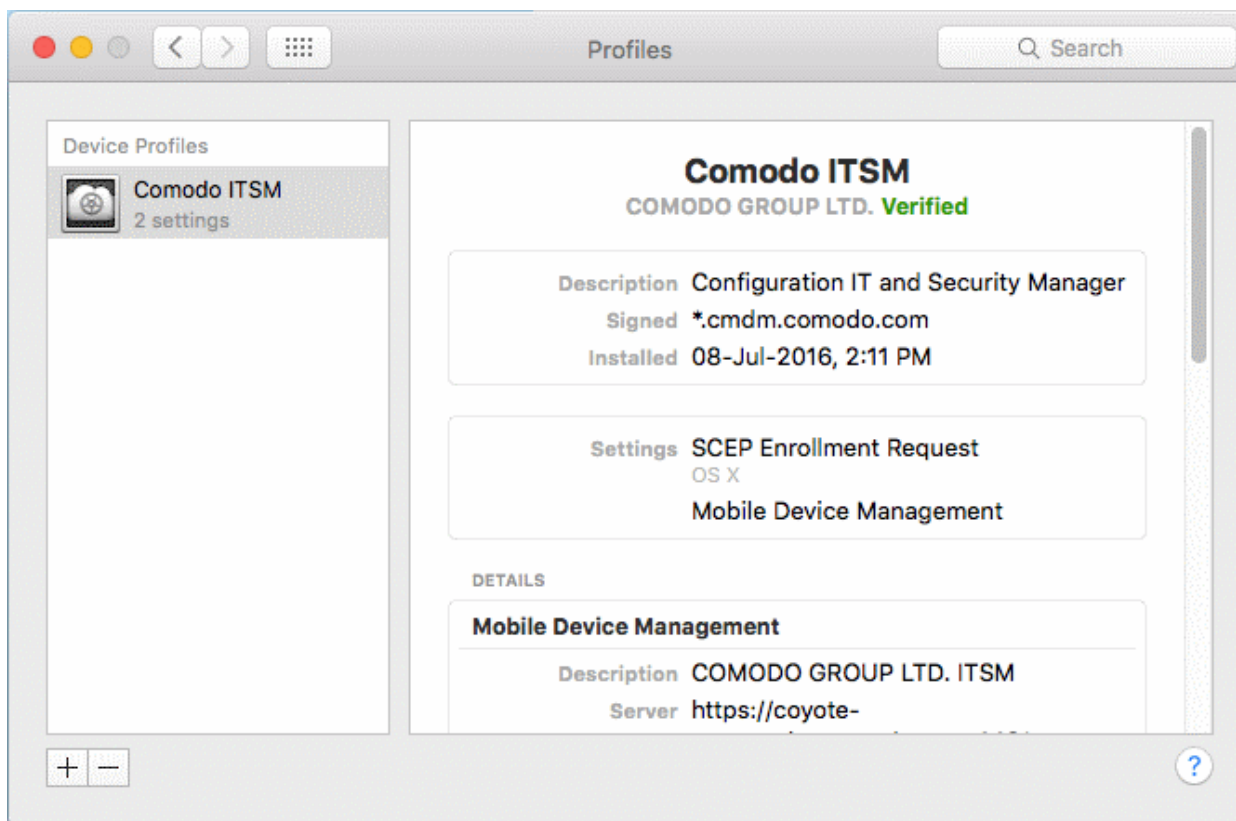 Profiles
Search
Device Profiles
Comodo ITSM
2 settings
Comodo ITSM
COMODO GROUP LTD. Verified
Description Configuration IT and Security Manager
Signed *.cmdm.comodo.com
Installed 08-Jul-2016, 2:11 PM
Settings SCEP Enrollment Request
OS X
Mobile Device Management
DETAILS
Mobile Device Management
Description COMODO GROUP LTD. ITSM
Server https://coyote-
+ −
?